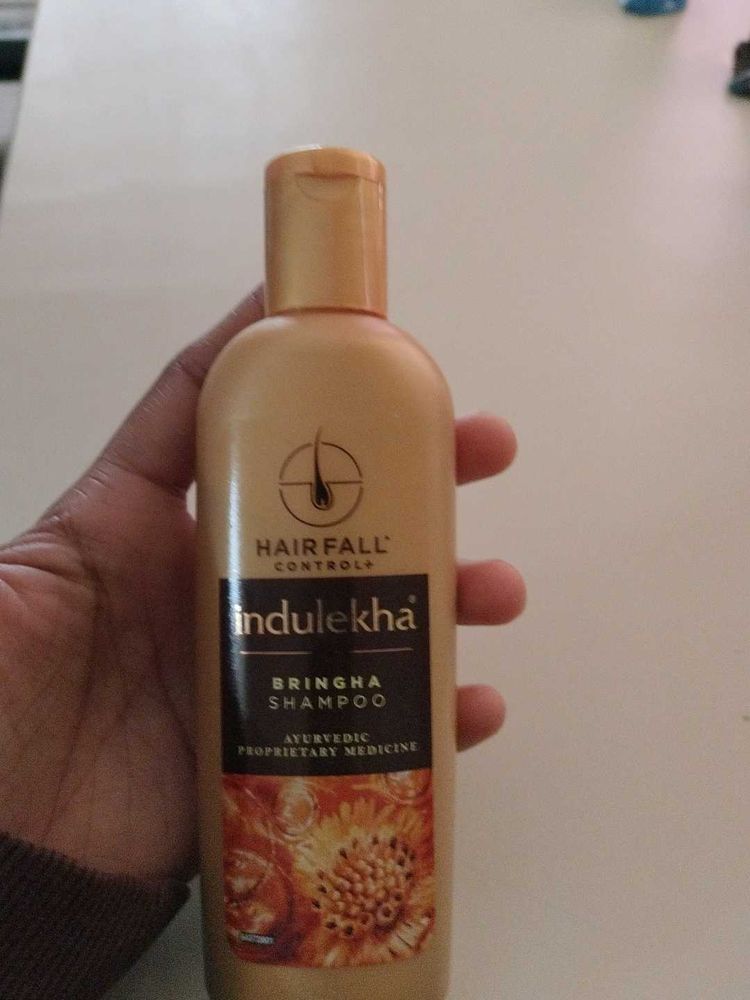 HAIRFALL*
CONTROL+
indulekha®
BRINGHA
SHAMPOO
AYURVEDIC
PROPRIETARY MEDICINE